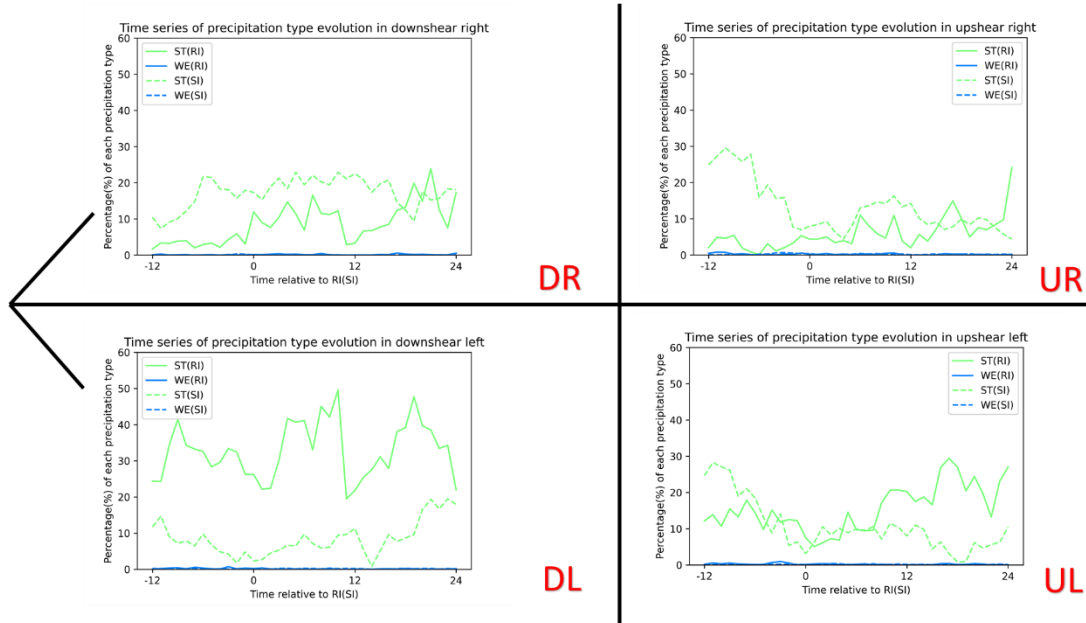 Time series of precipitation type evolution in downshear right
Percentage(%) of each precipitation type
60
50
40
30
20
10
0
ST(RI)
WE(RI)
ST(SI)
WE(SI)
-12 0 12 24
Time relative to RI(SI)
DR
Time series of precipitation type evolution in upshear right
Percentage(%) of each precipitation type
60
50
40
30
20
10
0
ST(RI)
WE(RI)
ST(SI)
WE(SI)
-12 0 12 24
Time relative to RI(SI)
UR
Time series of precipitation type evolution in downshear left
Percentage(%) of each precipitation type
60
50
40
30
20
10
0
ST(RI)
WE(RI)
ST(SI)
WE(SI)
-12 0 12 24
Time relative to RI(SI)
DL
Time series of precipitation type evolution in upshear left
Percentage(%) of each precipitation type
60
50
40
30
20
10
0
ST(RI)
WE(RI)
ST(SI)
WE(SI)
-12 0 12 24
Time relative to RI(SI)
UL